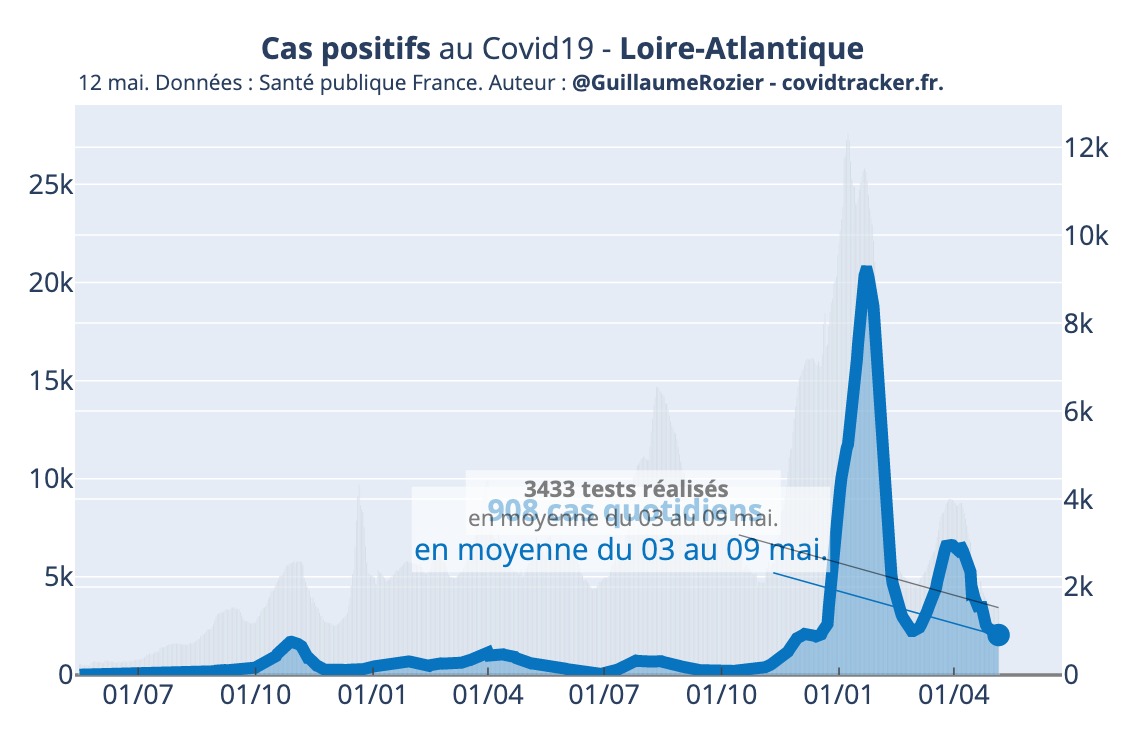 Cas positifs au Covid19 - Loire-Atlantique
12 mai. Données : Santé publique France. Auteur : @GuillaumeRozier - covidtracker.fr.
12k
25k
10k
20k
8k
15k
6k
10k
4k
3433 tests réalisés
908 cas quotidiens
en moyenne du 03 au 09 mai.
en moyenne du 03 au 09 mai.
5k
2k
0
0
01/07 01/10 01/01 01/04 01/07 01/10 01/01 01/04